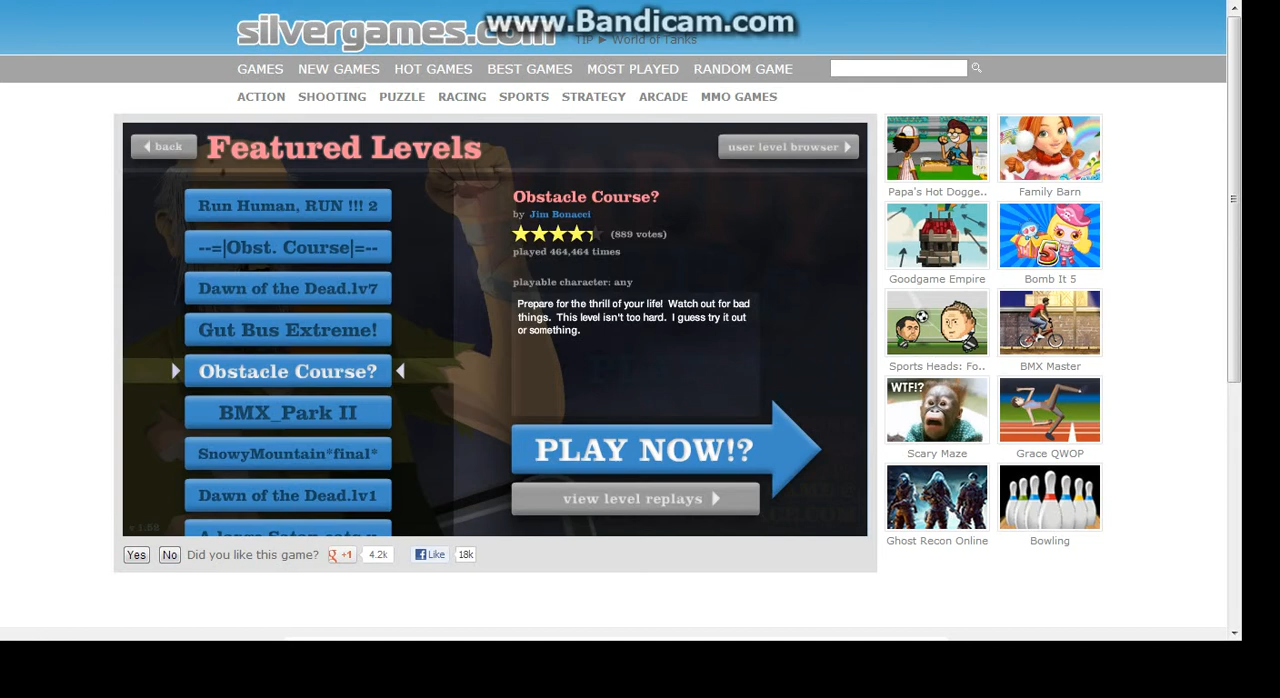 silvergames.com
www.Bandicam.com
TIP ► World of Tanks
GAMES NEW GAMES HOT GAMES BEST GAMES MOST PLAYED RANDOM GAME
ACTION SHOOTING PUZZLE RACING SPORTS STRATEGY ARCADE MMO GAMES
back
Featured Levels
user level browser
Run Human, RUN !!! 2
--=|Obst. Course|=--
Dawn of the Dead.lv7
Gut Bus Extreme!
Obstacle Course?
BMX_Park II
SnowyMountain*final*
Dawn of the Dead.lv1
v 1.58
Obstacle Course?
by Jim Bonacci
(889 votes)
played 464,464 times
playable character: any
Prepare for the thrill of your life! Watch out for bad
things. This level isn't too hard. I guess try it out
or something.
PLAY NOW!?
view level replays
Papa's Hot Dogge.. Family Barn
Goodgame Empire Bomb It 5
5
Sports Heads: Fo.. BMX Master
WTF!?
Scary Maze Grace QWOP
Ghost Recon Online Bowling
Yes No Did you like this game? +1 4.2k Like 18k